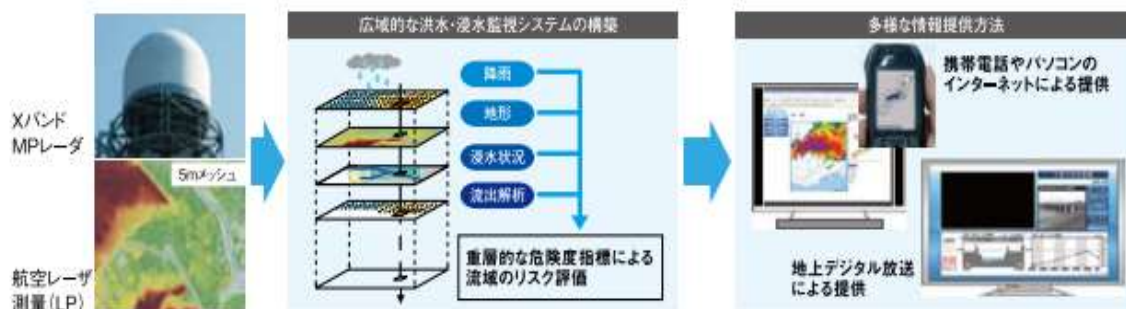 Xバンド
MPレーダ
5mメッシュ
航空レーザ
測量(LP)
広域的な洪水・浸水監視システムの構築
降雨
地形
浸水状況
流出解析
重層的な危険度指標による
流域のリスク評価
多様な情報提供方法
携帯電話やパソコンの
インターネットによる提供
地上デジタル放送
による提供